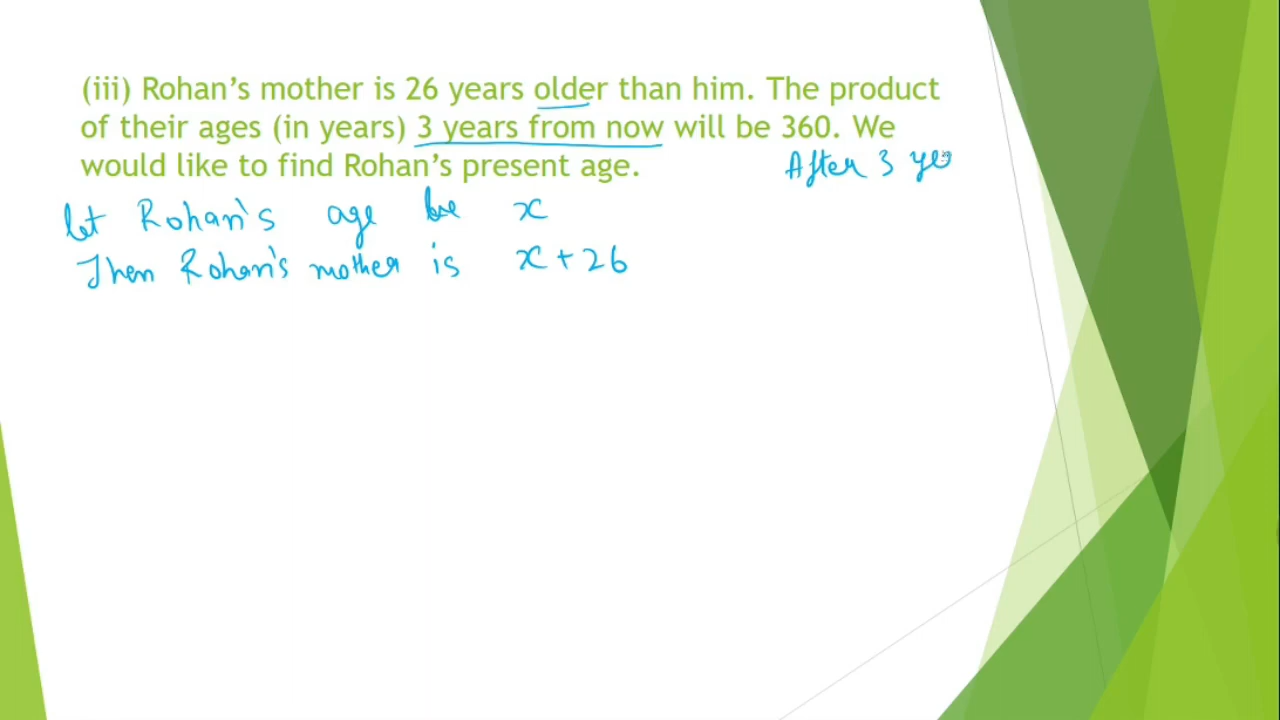 (iii) Rohan's mother is 26 years older than him. The product
of their ages (in years) 3 years from now will be 360. We
would like to find Rohan's present age.
After 3 yeo
let Rohan's age be x
Then Rohan's mother is x + 26